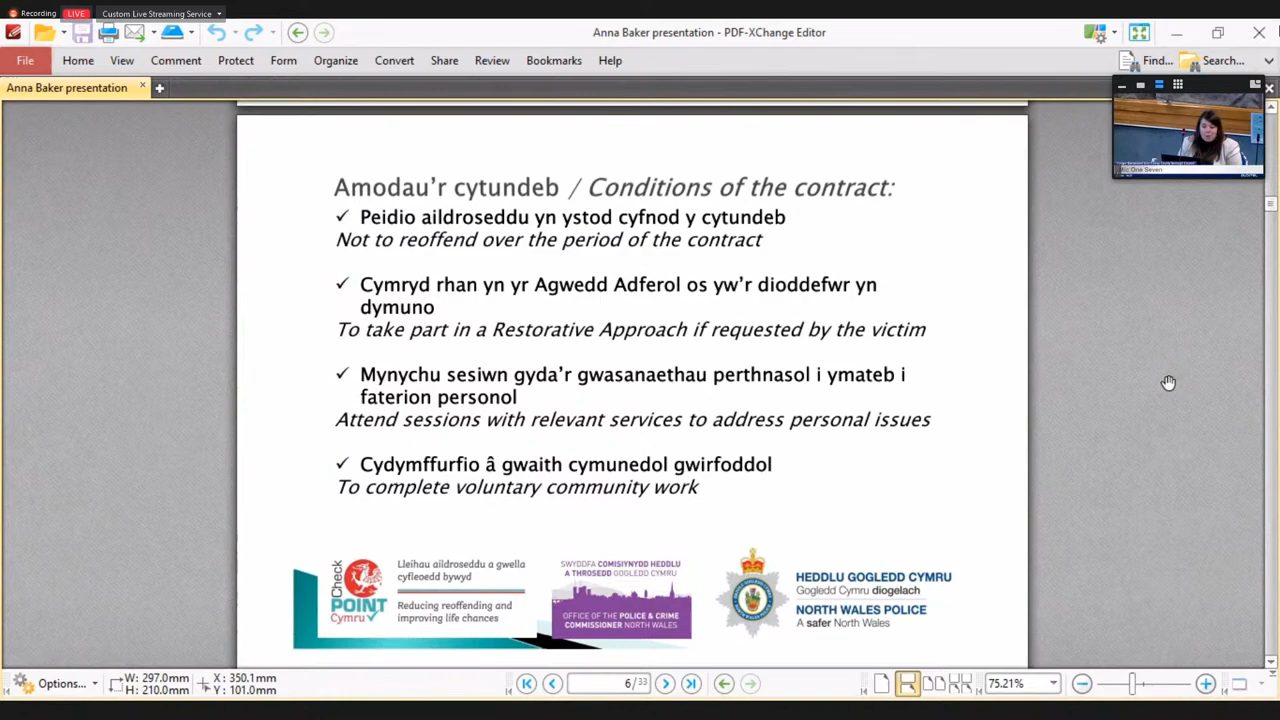 Recording
LIVE
Custom Live Streaming Service
Anna Baker presentation - PDF-XChange Editor
File
Home
View
Comment
Protect
Form
Organize
Convert
Share
Review
Bookmarks
Help
Find...
Search...
Anna Baker presentation
Mic One Seven
Amodau'r cytundeb / Conditions of the contract:
✓ Peidio aildroseddu yn ystod cyfnod y cytundeb
Not to reoffend over the period of the contract
✓ Cymryd rhan yn yr Agwedd Adferol os yw'r dioddefwr yn
dymuno
To take part in a Restorative Approach if requested by the victim
✓ Mynychu sesiwn gyda'r gwasanaethau perthnasol i ymateb i
faterion personol
Attend sessions with relevant services to address personal issues
✓ Cydymffurfio â gwaith cymunedol gwirfoddol
To complete voluntary community work
Check
POINT
Cymru
Lleihau aildroseddu a gwella
cyfleoedd bywyd
Reducing reoffending and
improving life chances
SWYDDFA COMISIYNYDD HEDDLU
A THROSEDD GOGLEDD CYMRU
OFFICE OF THE POLICE & CRIME
COMMISSIONER NORTH WALES
HEDDLU GOGLEDD CYMRU
Gogledd Cymru diogelach
NORTH WALES POLICE
A safer North Wales
Options...
W: 297.0mm
H: 210.0mm
X: 350.1mm
Y: 101.0mm
6/33
75.21%